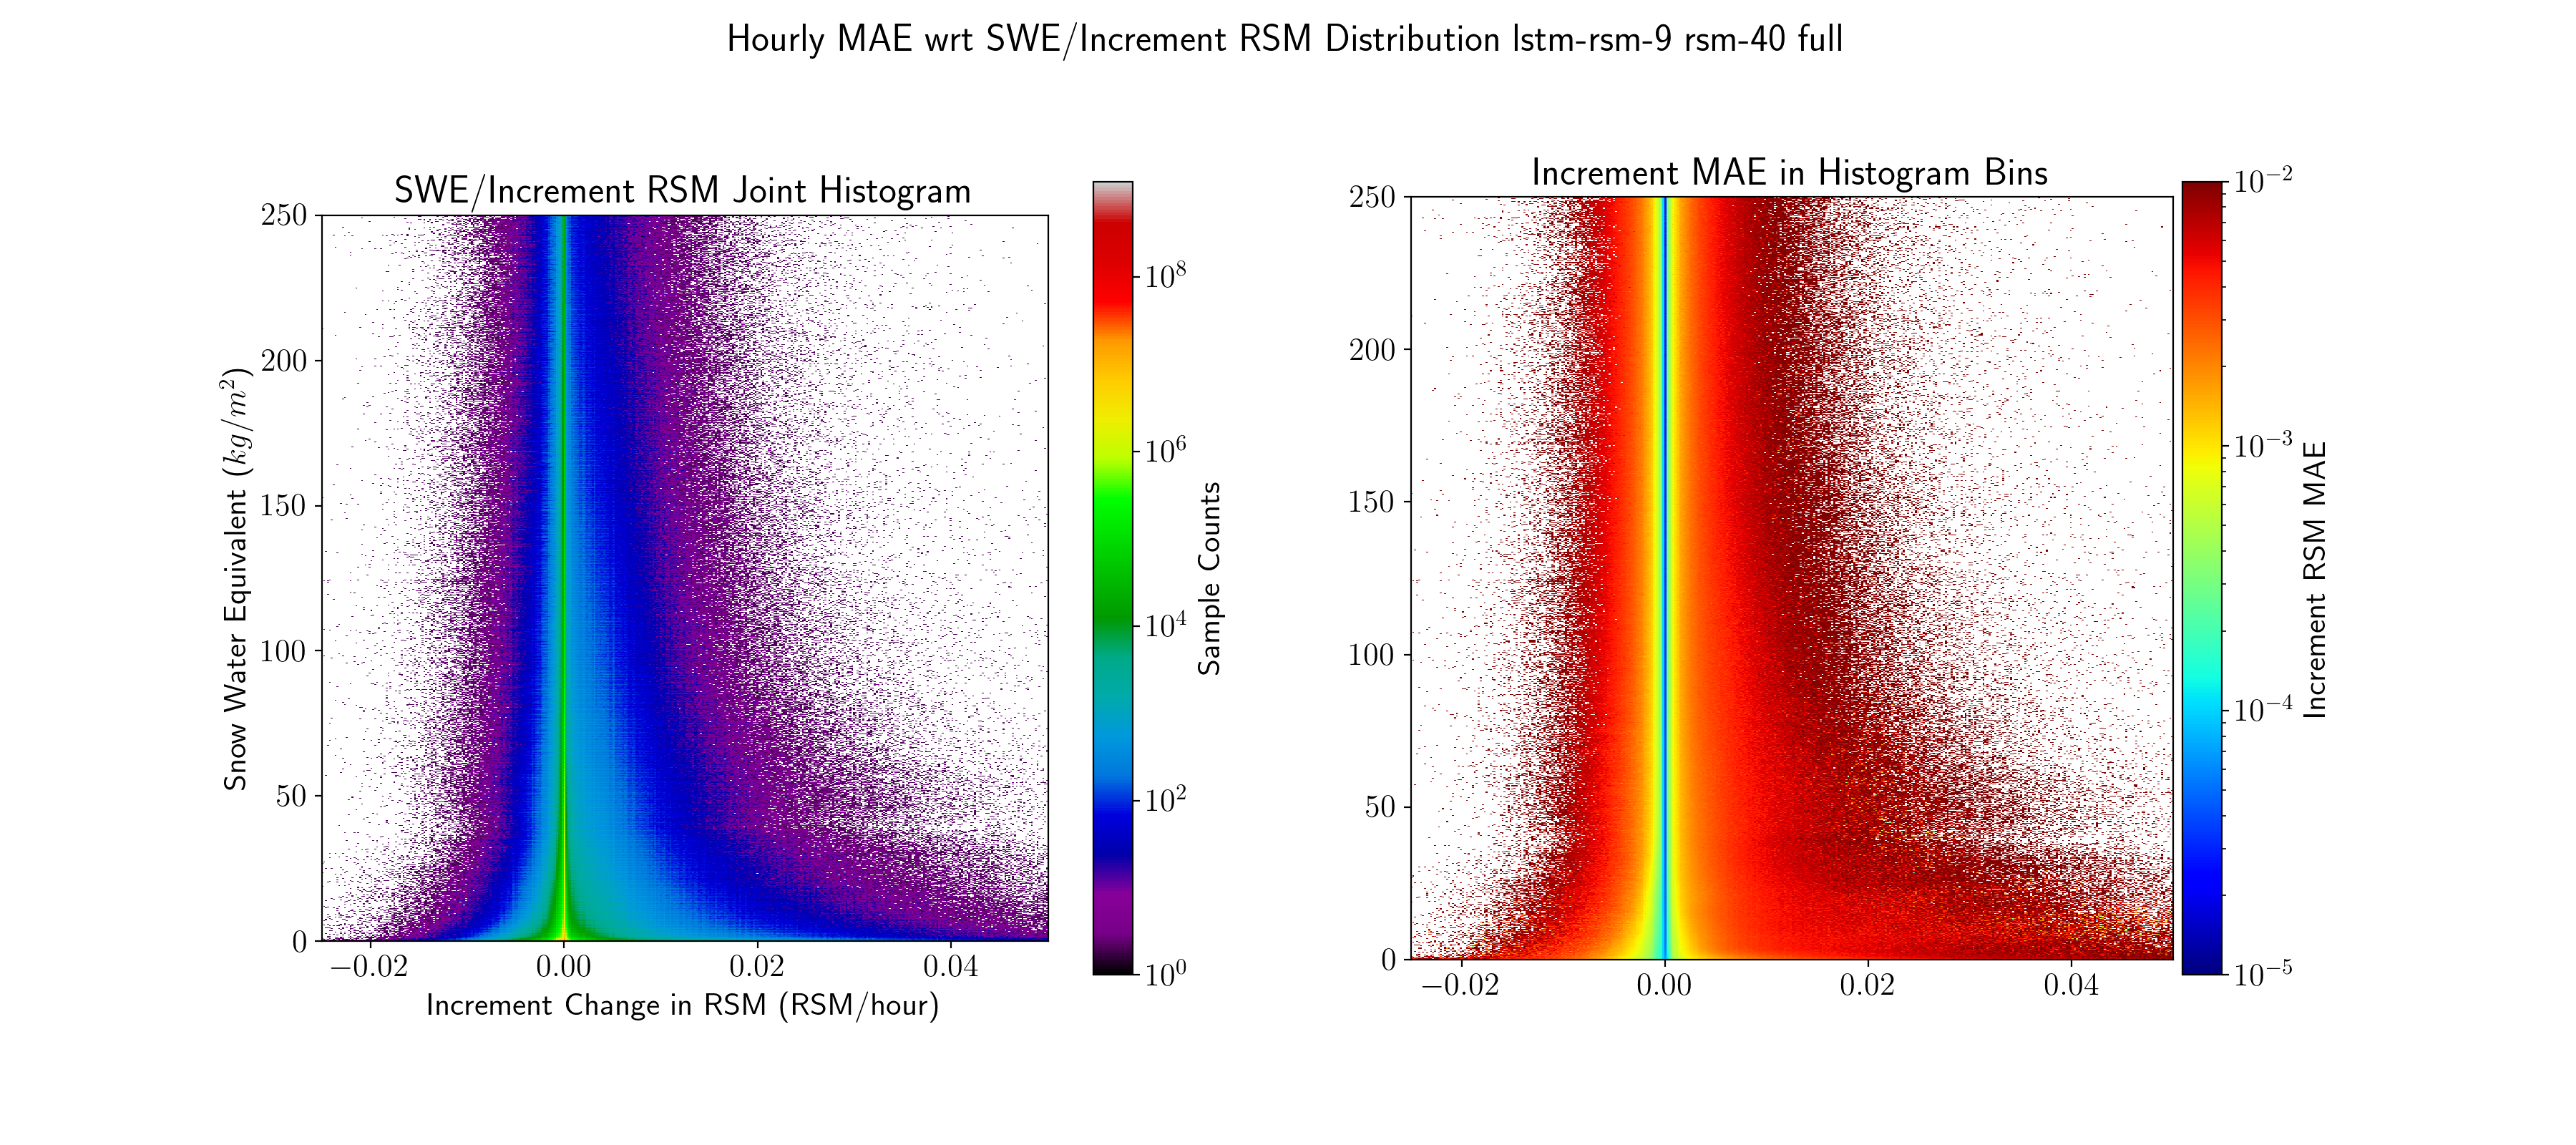 Hourly MAE wrt SWE/Increment RSM Distribution lstm-rsm-9 rsm-40 full
SWE/Increment RSM Joint Histogram
250
200
150
100
50
0
Snow Water Equivalent (kg/m²)
−0.02 0.00 0.02 0.04
Increment Change in RSM (RSM/hour)
10⁸
10⁶
10⁴
10²
10⁰
Sample Counts
Increment MAE in Histogram Bins
250
200
150
100
50
0
−0.02 0.00 0.02 0.04
10⁻²
10⁻³
10⁻⁴
10⁻⁵
Increment RSM MAE